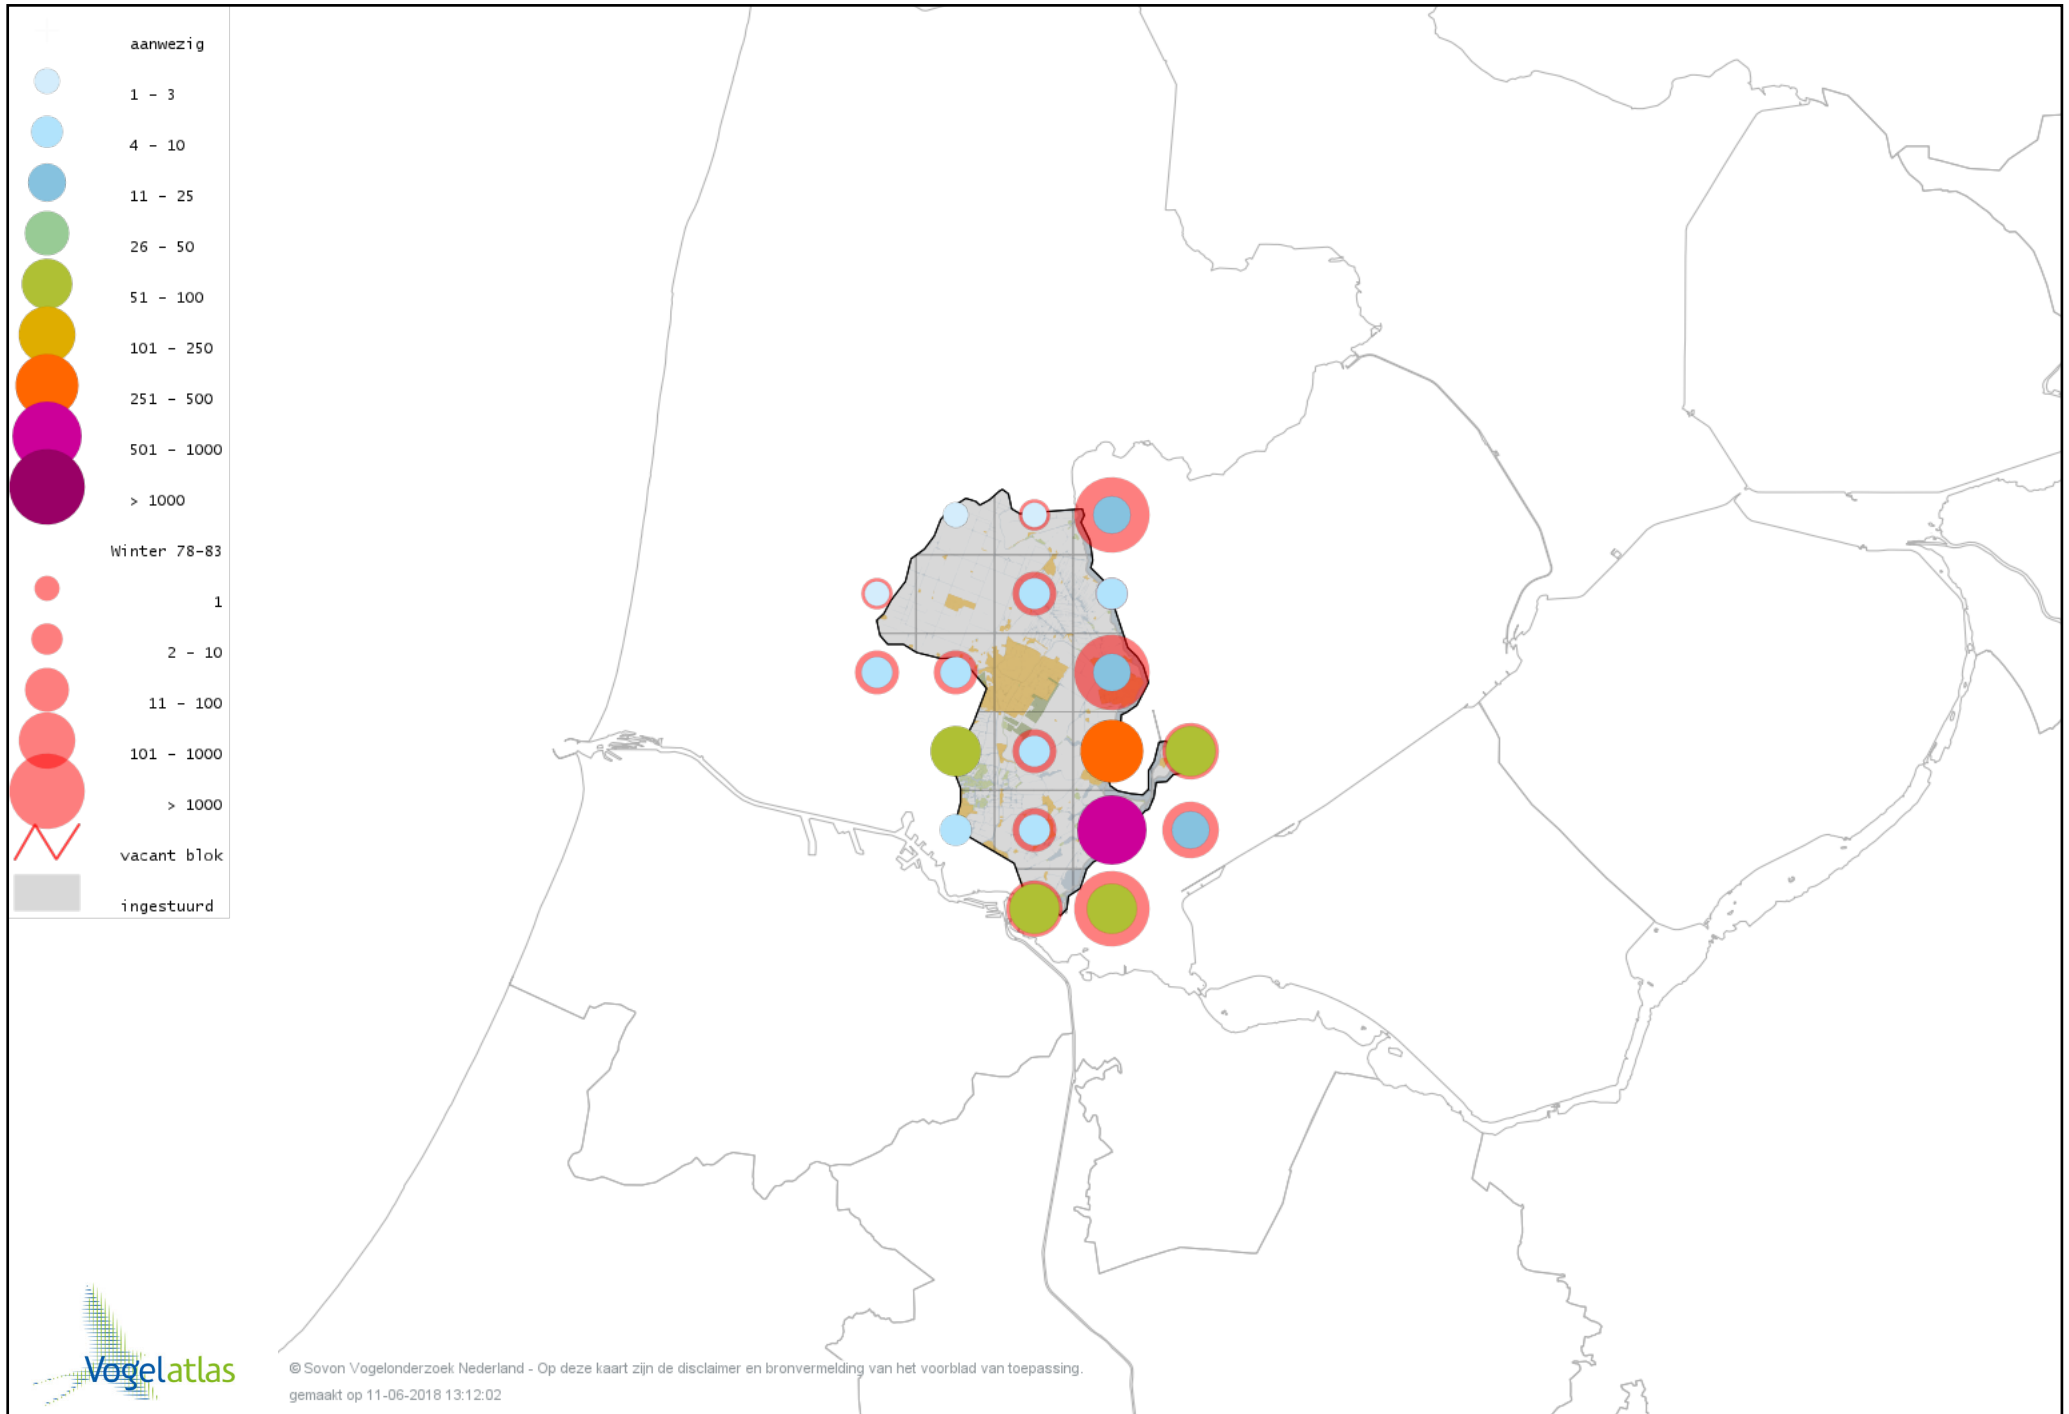 aanwezig
1 - 3
4 - 10
11 - 25
26 - 50
51 - 100
101 - 250
251 - 500
501 - 1000
> 1000
Winter 78-83
1
2 - 10
11 - 100
101 - 1000
> 1000
vacant blok
ingestuurd
Vogelatlas
© Sovon Vogelonderzoek Nederland - Op deze kaart zijn de disclaimer en bronvermelding van het voorblad van toepassing.
gemaakt op 11-06-2018 13:12:02